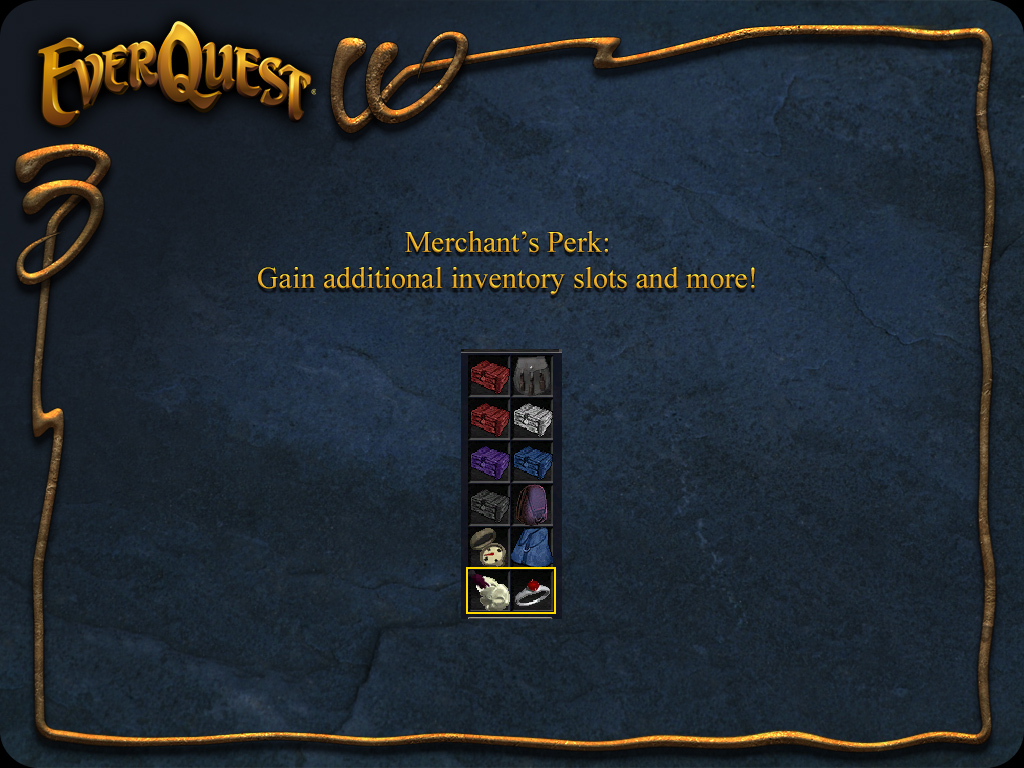 EVERQUEST®
Merchant’s Perk:
Gain additional inventory slots and more!